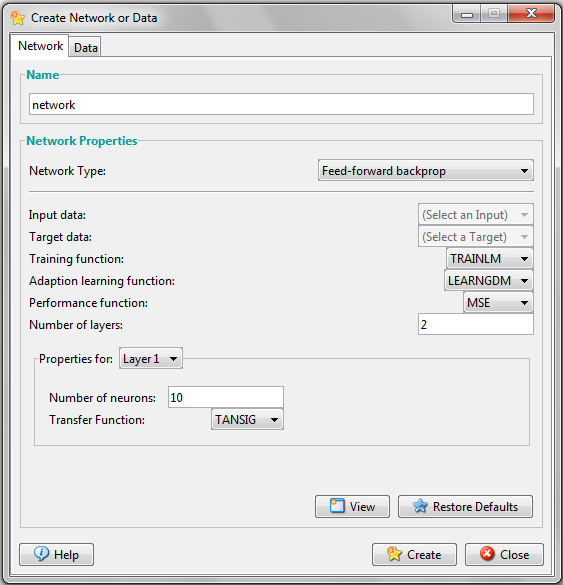 Create Network or Data
Network Data
Name
network
Network Properties
Network Type: Feed-forward backprop
Input data: (Select an Input)
Target data: (Select a Target)
Training function: TRAINLM
Adaption learning function: LEARNGDM
Performance function: MSE
Number of layers: 2
Properties for: Layer 1
Number of neurons: 10
Transfer Function: TANSIG
View Restore Defaults
Help Create Close